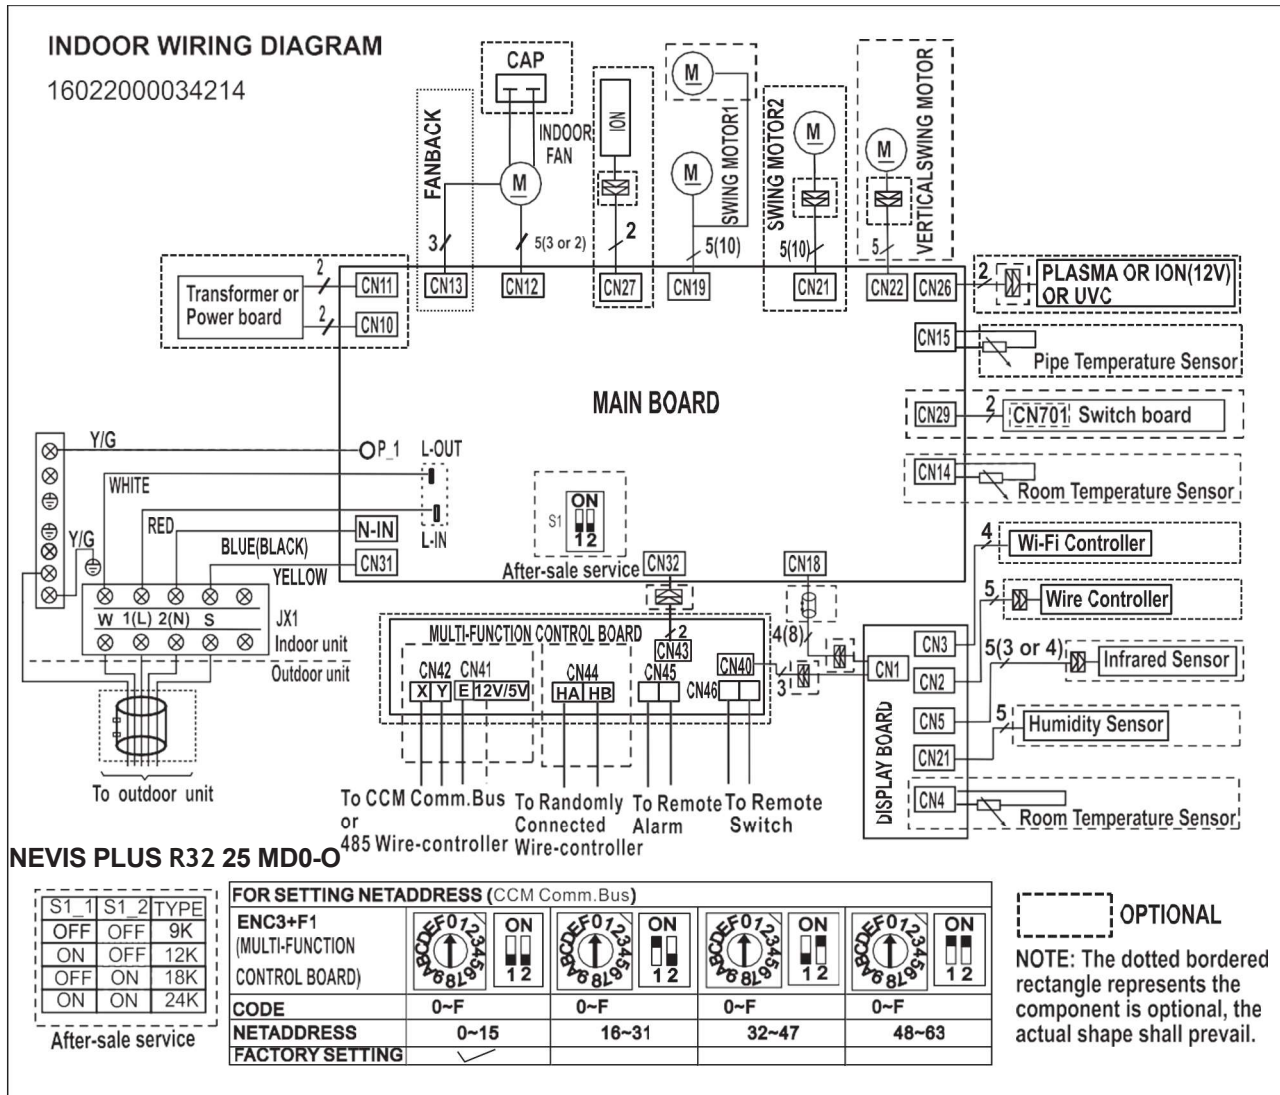 INDOOR WIRING DIAGRAM
16022000034214
CAP
INDOOR
FAN
FANBACK
M
ION
M
M
SWING MOTOR1
SWING MOTOR2
M
M
VERTICALSWING MOTOR
3
5(3 or 2)
2
5(10)
5(10)
5
Transformer or
Power board
2
2
CN11
CN10
CN13
CN12
CN27
CN19
CN21
CN22
CN26
2
PLASMA OR ION(12V)
OR UVC
CN15
Pipe Temperature Sensor
MAIN BOARD
CN29
2
CN701
Switch board
CN14
Room Temperature Sensor
Y/G
P_1
L-OUT
WHITE
RED
L-IN
N-IN
BLUE(BLACK)
CN31
YELLOW
Y/G
S1
ON
1 2
After-sale service
CN32
CN18
W 1(L) 2(N) S
JX1
Indoor unit
Outdoor unit
To outdoor unit
MULTI-FUNCTION CONTROL BOARD
2
CN43
4(8)
CN42
CN41
X Y E 12V/5V
CN44
HA HB
CN45
CN40
CN46
3
CN1
DISPLAY BOARD
CN3
CN2
CN5
CN21
CN4
4
Wi-Fi Controller
5
Wire Controller
5(3 or 4)
Infrared Sensor
5
Humidity Sensor
Room Temperature Sensor
To CCM Comm.Bus
or
485 Wire-controller
To Randomly
Connected
Wire-controller
To Remote
Alarm
To Remote
Switch
NEVIS PLUS R32 25 MD0-O
S1_1 S1_2 TYPE
OFF OFF 9K
ON OFF 12K
OFF ON 18K
ON ON 24K
After-sale service
FOR SETTING NETADDRESS (CCM Comm.Bus)
ENC3+F1
(MULTI-FUNCTION
CONTROL BOARD)
0123456789ABCDEF
ON
1 2
0123456789ABCDEF
ON
1 2
0123456789ABCDEF
ON
1 2
0123456789ABCDEF
ON
1 2
CODE 0~F 0~F 0~F 0~F
NETADDRESS 0~15 16~31 32~47 48~63
FACTORY SETTING
OPTIONAL
NOTE: The dotted bordered
rectangle represents the
component is optional, the
actual shape shall prevail.